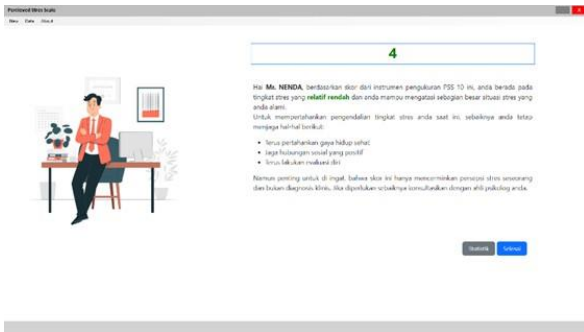 Perceived Stres Scale
New Data About
4
Hai Ms. NENDA, berdasarkan skor dari instrumen pengukuran PSS 10 ini, anda berada pada
tingkat stres yang relatif rendah dan anda mampu mengatasi sebagian besar situasi stres yang
anda alami.
Untuk mempertahankan pengendalian tingkat stres anda saat ini, sebaiknya anda tetap
menjaga hal-hal berikut:
• Terus pertahankan gaya hidup sehat
• Jaga hubungan sosial yang positif
• Terus lakukan evaluasi diri
Namun penting untuk di ingat, bahwa skor ini hanya mencerminkan persepsi stres seseorang
dan bukan diagnosis klinis. Jika diperlukan sebaiknya konsultasikan dengan ahli psikolog anda.
Statistik Selesai